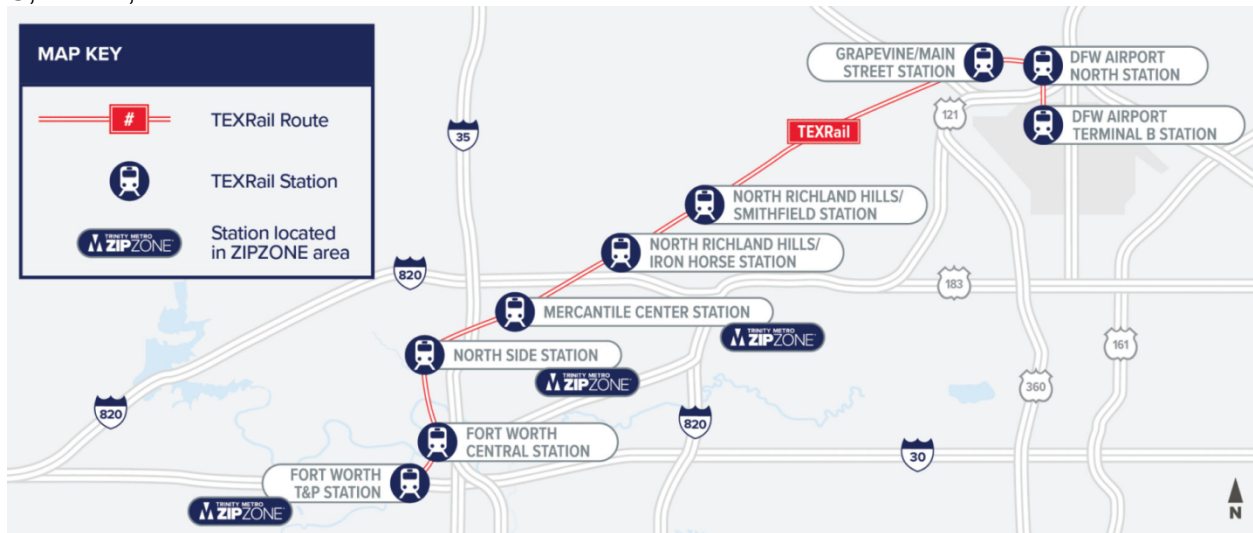 MAP KEY
#
TEXRail Route
TEXRail Station
TRINITY METRO
ZIPZONE
Station located
in ZIPZONE area
GRAPEVINE/MAIN
STREET STATION
DFW AIRPORT
NORTH STATION
DFW AIRPORT
TERMINAL B STATION
TEXRail
121
35
NORTH RICHLAND HILLS/
SMITHFIELD STATION
NORTH RICHLAND HILLS/
IRON HORSE STATION
820
183
MERCANTILE CENTER STATION
TRINITY METRO
ZIPZONE
NORTH SIDE STATION
TRINITY METRO
ZIPZONE
161
360
820
820
FORT WORTH
CENTRAL STATION
30
FORT WORTH
T&P STATION
TRINITY METRO
ZIPZONE
N